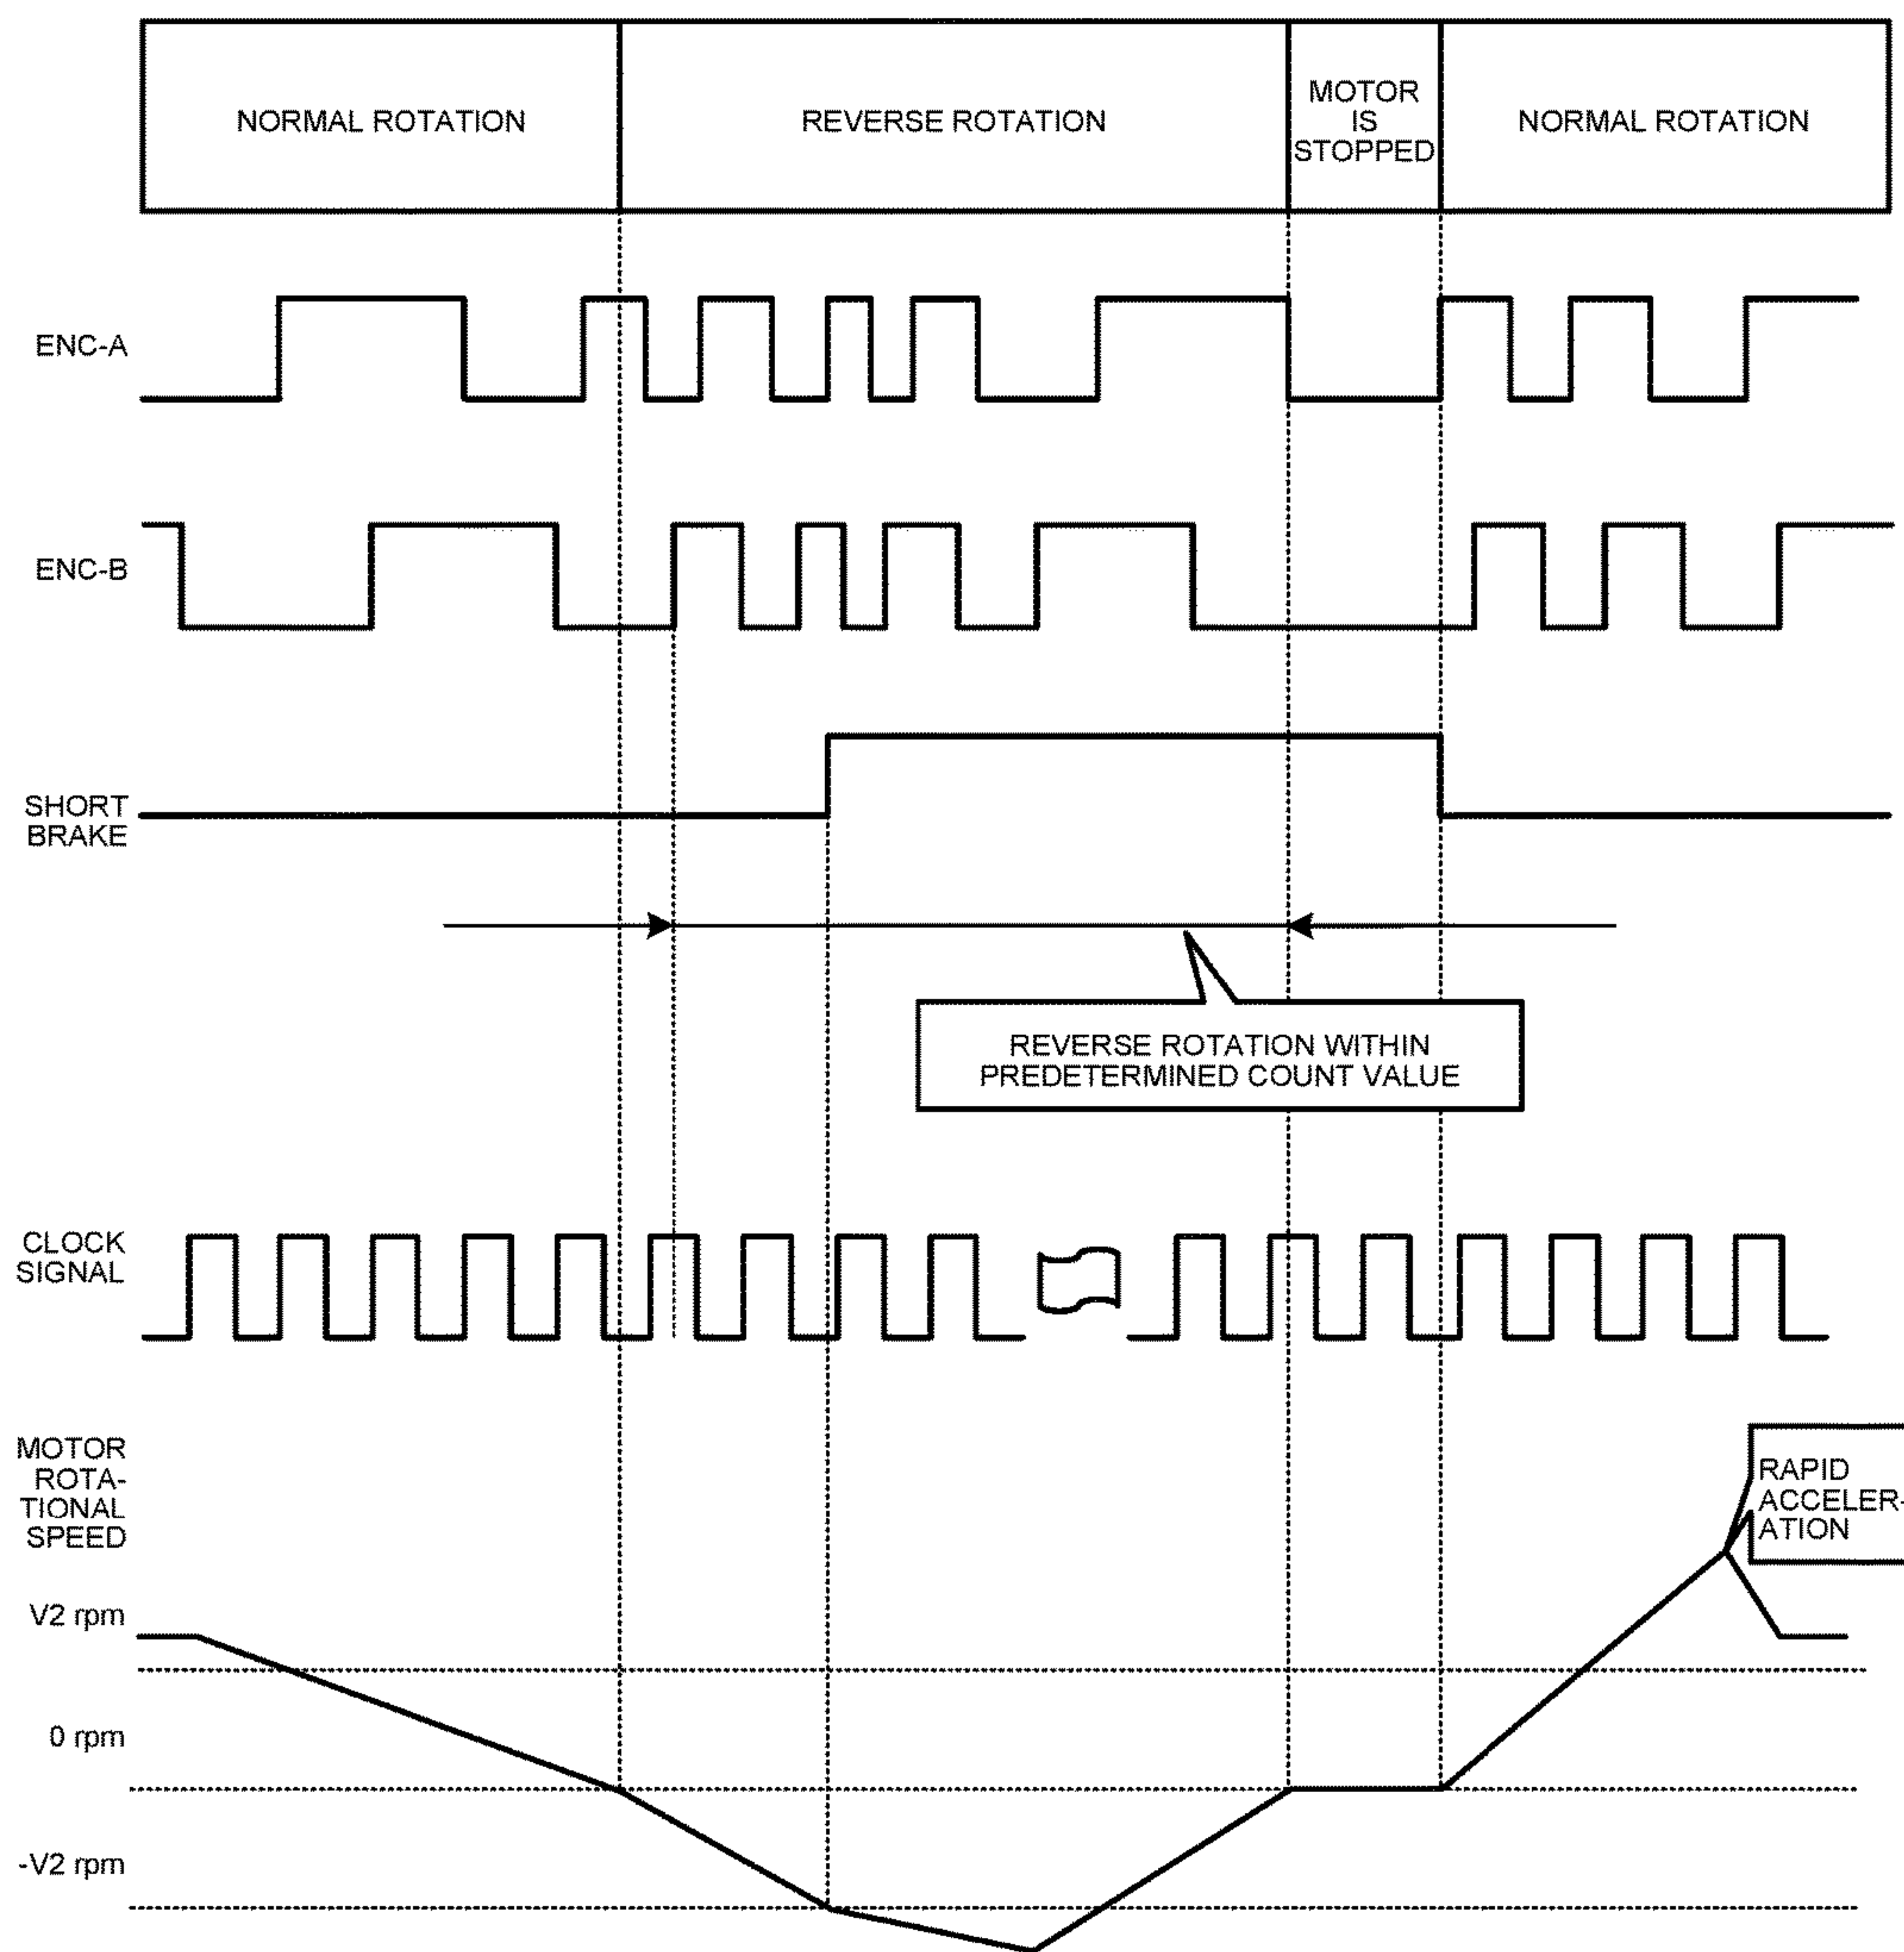 NORMAL ROTATION
REVERSE ROTATION
MOTOR
IS
STOPPED
NORMAL ROTATION
ENC-A
ENC-B
SHORT
BRAKE
REVERSE ROTATION WITHIN
PREDETERMINED COUNT VALUE
CLOCK
SIGNAL
MOTOR
ROTA-
TIONAL
SPEED
RAPID
ACCELER-
ATION
V2 rpm
0 rpm
-V2 rpm